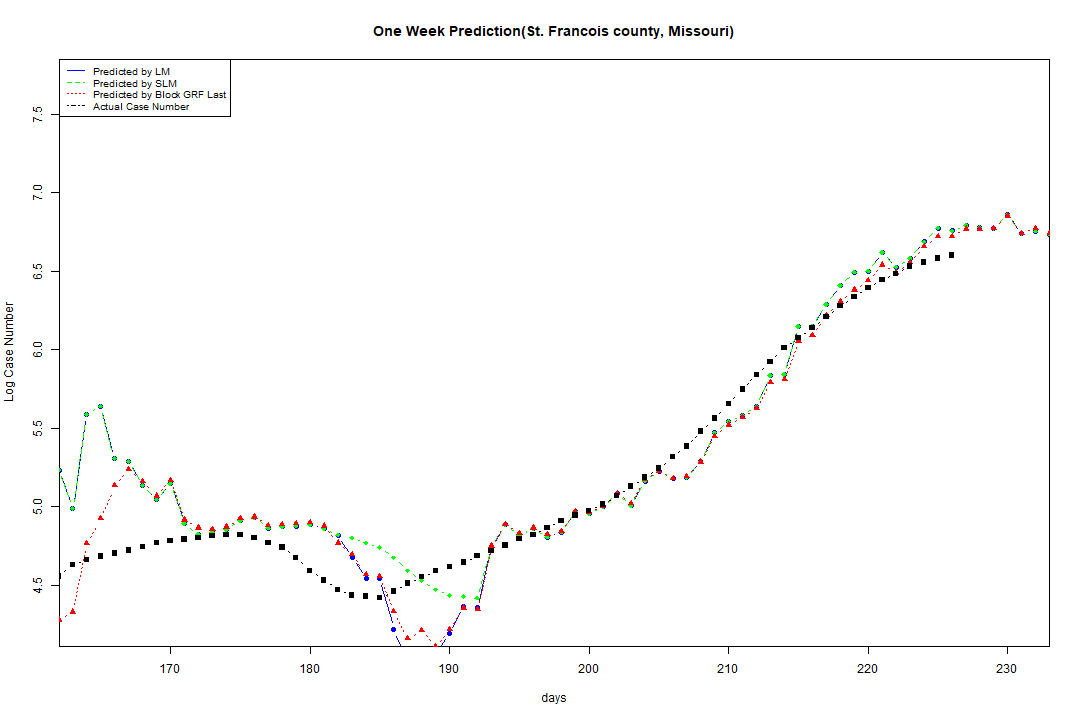 One Week Prediction(St. Francois county, Missouri)
Predicted by LM
Predicted by SLM
Predicted by Block GRF Last
Actual Case Number
7.5
7.0
6.5
6.0
5.5
5.0
4.5
Log Case Number
170 180 190 200 210 220 230
days